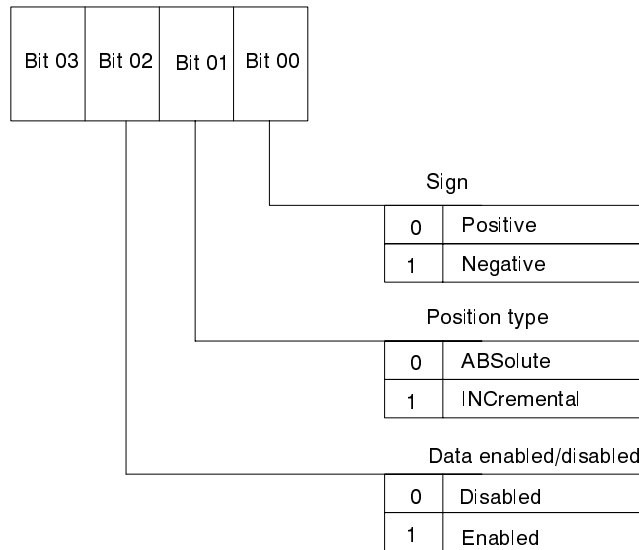 Bit 03 Bit 02 Bit 01 Bit 00
Sign
0 Positive
1 Negative
Position type
0 ABSolute
1 INCremental
Data enabled/disabled
0 Disabled
1 Enabled